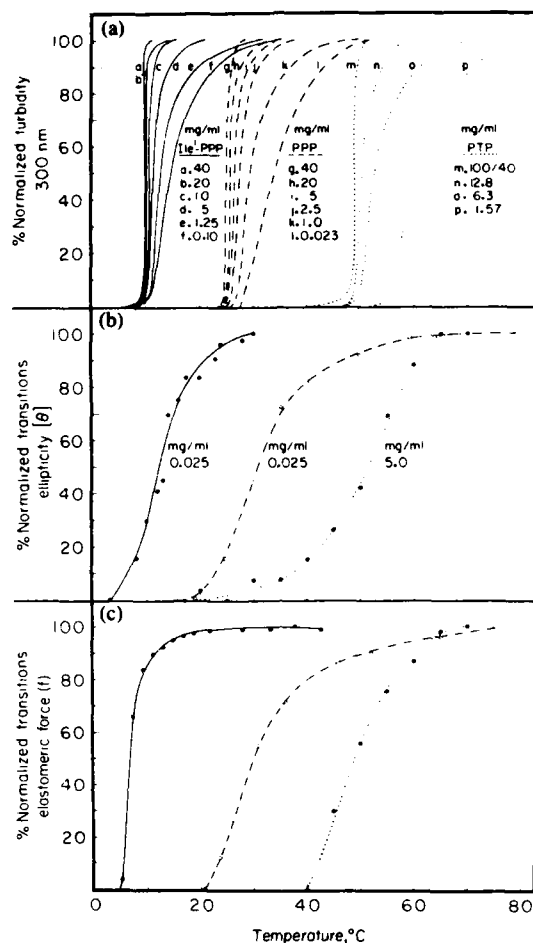 (a)
100
80
60
40
20
% Normalized turbidity
300 nm
a b c d e f g h i j k l m n o p
mg/ml
Ile¹-PPP
a. 40
b. 20
c. 10
d. 5
e. 1.25
f. 0.10
mg/ml
PPP
g. 40
h. 20
i. 5
j. 2.5
k. 1.0
l. 0.023
mg/ml
PTP
m. 100/40
n. 12.8
o. 6.3
p. 1.57
(b)
100
80
60
40
20
% Normalized transitions
ellipticity [θ]
mg/ml
0.025
mg/ml
0.025
mg/ml
5.0
(c)
100
80
60
40
20
% Normalized transitions
elastomeric force (f)
0 20 40 60 80
Temperature, °C